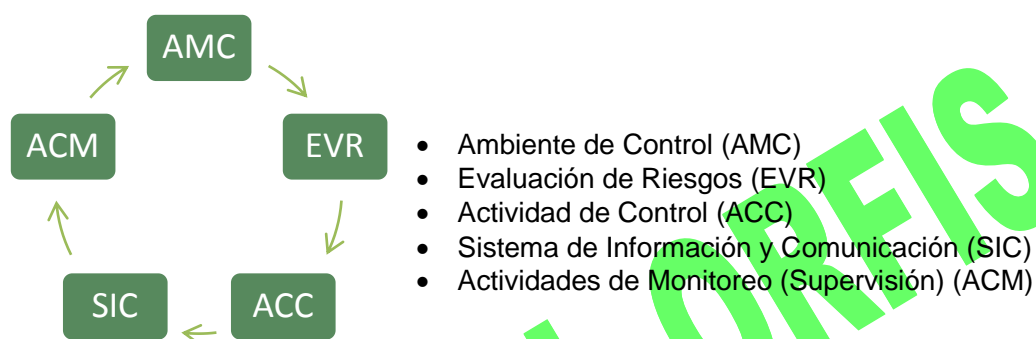 AMC
ACM
EVR
SIC
ACC
• Ambiente de Control (AMC)
• Evaluación de Riesgos (EVR)
• Actividad de Control (ACC)
• Sistema de Información y Comunicación (SIC)
• Actividades de Monitoreo (Supervisión) (ACM)
ORFIS